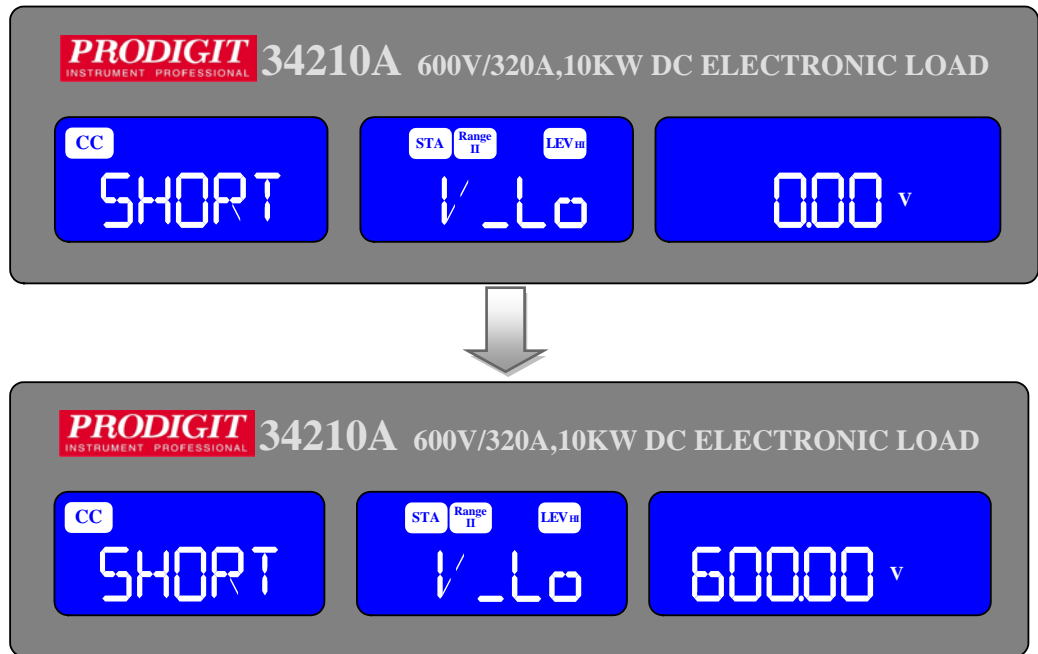 PRODIGIT
INSTRUMENT PROFESSIONAL
34210A 600V/320A,10KW DC ELECTRONIC LOAD
CC
STA Range II LEV HI
SHORT V_Lo 0.00 V
PRODIGIT
INSTRUMENT PROFESSIONAL
34210A 600V/320A,10KW DC ELECTRONIC LOAD
CC
STA Range II LEV HI
SHORT V_Lo 600.00 V